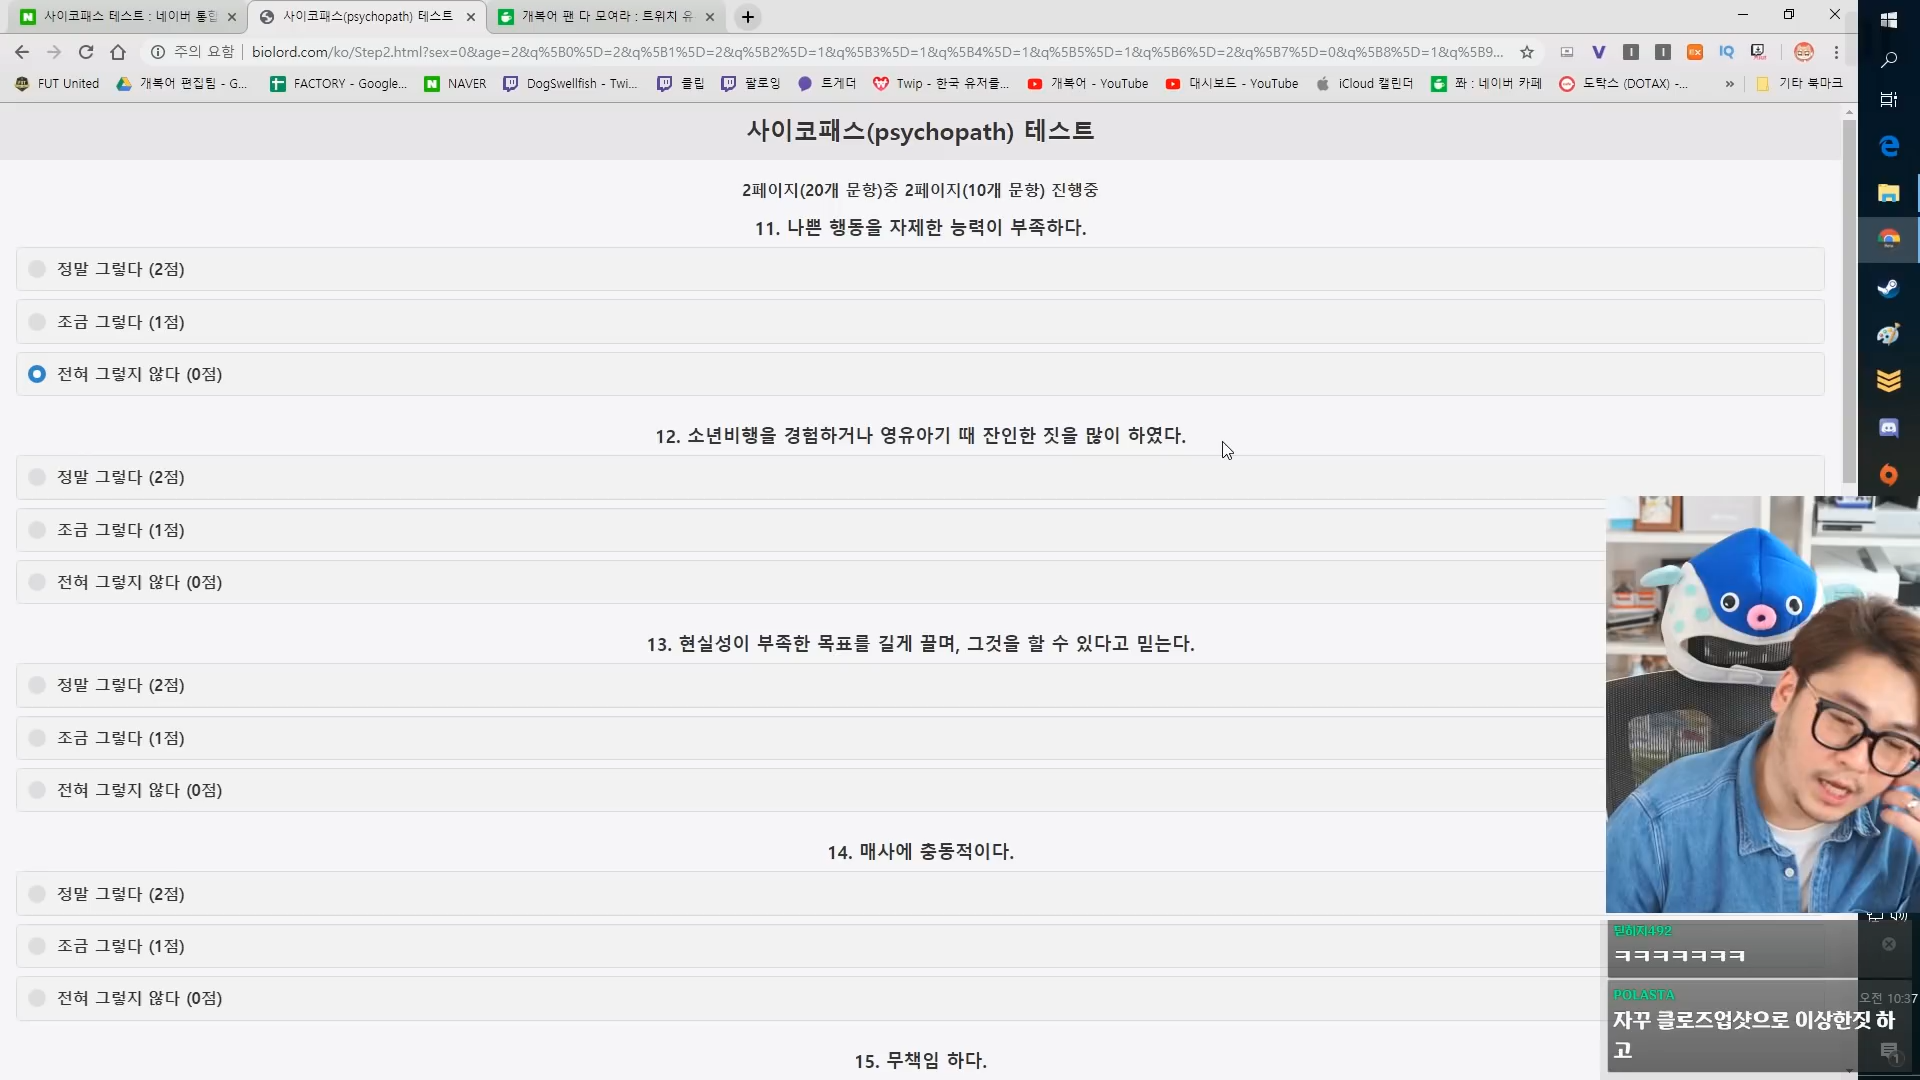 사이코패스 테스트 : 네이버 통합
사이코패스(psychopath) 테스트
개복어 팬 다 모여라 : 트위치 유
주의 요함
biolord.com/ko/Step2.html?sex=0&age=2&q%5B0%5D=2&q%5B1%5D=2&q%5B2%5D=1&q%5B3%5D=1&q%5B4%5D=1&q%5B5%5D=1&q%5B6%5D=2&q%5B7%5D=0&q%5B8%5D=1&q%5B9...
FUT United
개복어 편집팀 - G...
FACTORY - Google...
NAVER
DogSwellfish - Twi...
클립
팔로잉
트게더
Twip - 한국 유저들...
개복어 - YouTube
대시보드 - YouTube
iCloud 캘린더
쫘 : 네이버 카페
도탁스 (DOTAX) -...
»
기타 북마크
사이코패스(psychopath) 테스트
2페이지(20개 문항)중 2페이지(10개 문항) 진행중
11. 나쁜 행동을 자제한 능력이 부족하다.
정말 그렇다 (2점)
조금 그렇다 (1점)
전혀 그렇지 않다 (0점)
12. 소년비행을 경험하거나 영유아기 때 잔인한 짓을 많이 하였다.
정말 그렇다 (2점)
조금 그렇다 (1점)
전혀 그렇지 않다 (0점)
13. 현실성이 부족한 목표를 길게 끌며, 그것을 할 수 있다고 믿는다.
정말 그렇다 (2점)
조금 그렇다 (1점)
전혀 그렇지 않다 (0점)
14. 매사에 충동적이다.
정말 그렇다 (2점)
조금 그렇다 (1점)
전혀 그렇지 않다 (0점)
15. 무책임 하다.
ㅋㅋㅋㅋㅋㅋㅋ
POLASTA
자꾸 클로즈업샷으로 이상한짓 하
고
오전 10:37